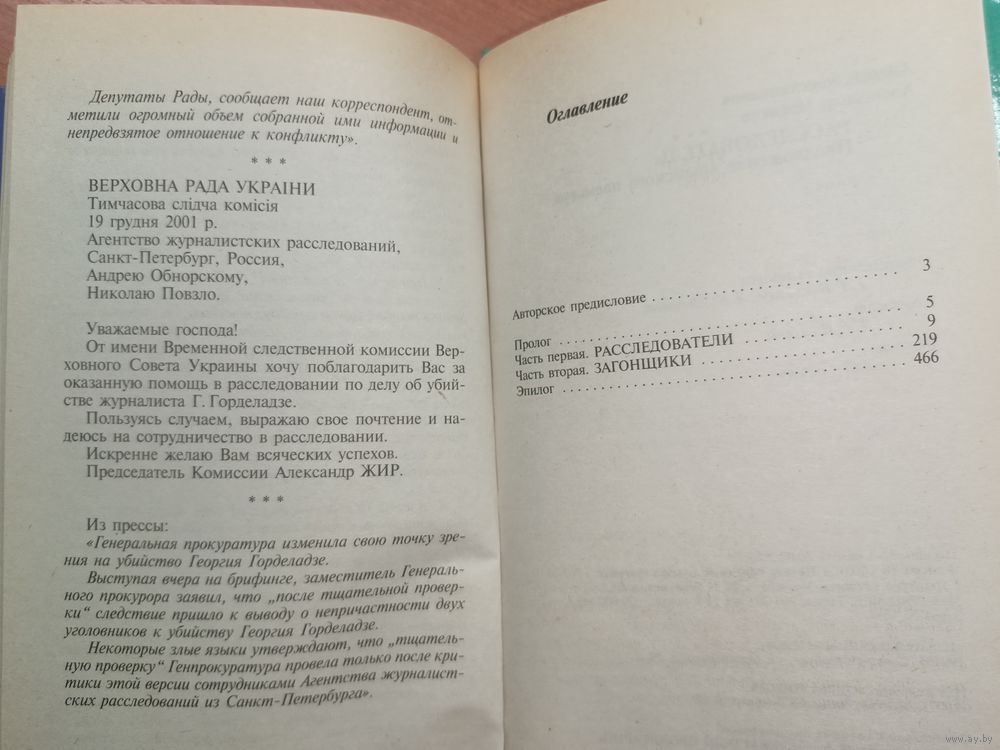 Депутаты Рады, сообщает наш корреспондент, от-
метили огромный объем собранной ими информации и
непредвзятое отношение к конфликту».
* * *
ВЕРХОВНА РАДА УКРАІНИ
Тимчасова слідча комісія
19 грудня 2001 р.
Агентство журналистских расследований,
Санкт-Петербург, Россия,
Андрею Обнорскому,
Николаю Повзло.
Уважаемые господа!
От имени Временной следственной комиссии Вер-
ховного Совета Украины хочу поблагодарить Вас за
оказанную помощь в расследовании по делу об убий-
стве журналиста Г. Горделадзе.
Пользуясь случаем, выражаю свое почтение и на-
деюсь на сотрудничество в расследовании.
Искренне желаю Вам всяческих успехов.
Председатель Комиссии Александр ЖИР.
* * *
Из прессы:
«Генеральная прокуратура изменила свою точку зре-
ния на убийство Георгия Горделадзе.
Выступая вчера на брифинге, заместитель Генераль-
ного прокурора заявил, что „после тщательной провер-
ки“ следствие пришло к выводу о непричастности двух
уголовников к убийству Георгия Горделадзе.
Некоторые злые языки утверждают, что „тщатель-
ную проверку“ Генпрокуратура провела только после кри-
тики этой версии сотрудниками Агентства журналист-
ских расследований из Санкт-Петербурга».
Оглавление
Авторское предисловие . . . . . . . . . . . . . . . . . . . . . . . . . . . 3
Пролог . . . . . . . . . . . . . . . . . . . . . . . . . . . . . . . . . . . . 5
Часть первая. РАССЛЕДОВАТЕЛИ . . . . . . . . . . . . . . . . 9
Часть вторая. ЗАГОНЩИКИ . . . . . . . . . . . . . . . . . . . . 219
Эпилог . . . . . . . . . . . . . . . . . . . . . . . . . . . . . . . . . . . . 466
www.ay.by